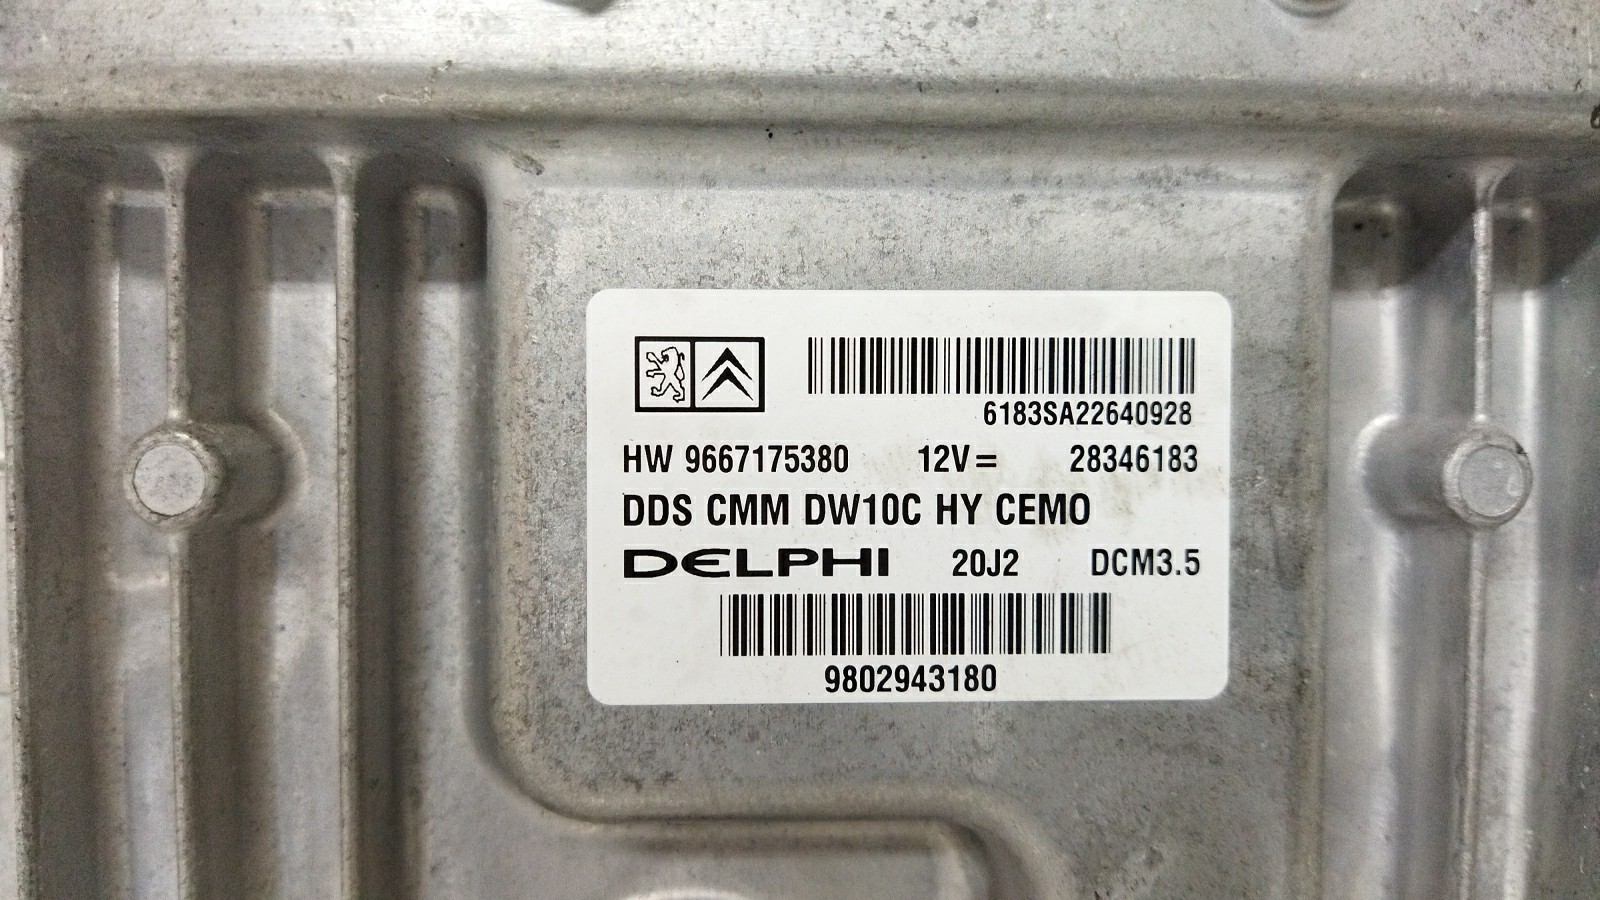 6183SA22640928
HW 9667175380 12V= 28346183
DDS CMM DW10C HY CEMO
DELPHI 20J2 DCM3.5
9802943180